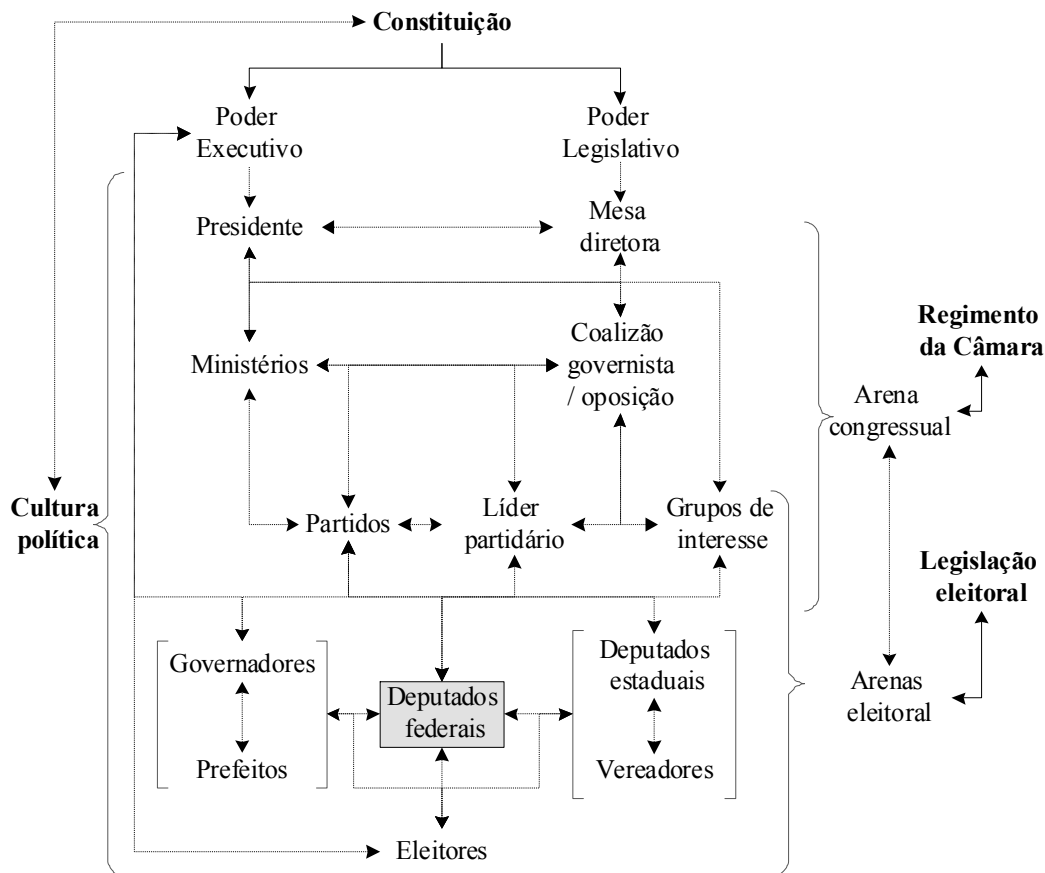 Constituição
Poder
Executivo
Poder
Legislativo
Presidente
Mesa
diretora
Ministérios
Coalizão
governista
/ oposição
Regimento
da Câmara
Arena
congressual
Cultura
política
Partidos
Líder
partidário
Grupos de
interesse
Legislação
eleitoral
Governadores
Prefeitos
Deputados
federais
Deputados
estaduais
Vereadores
Arenas
eleitoral
Eleitores